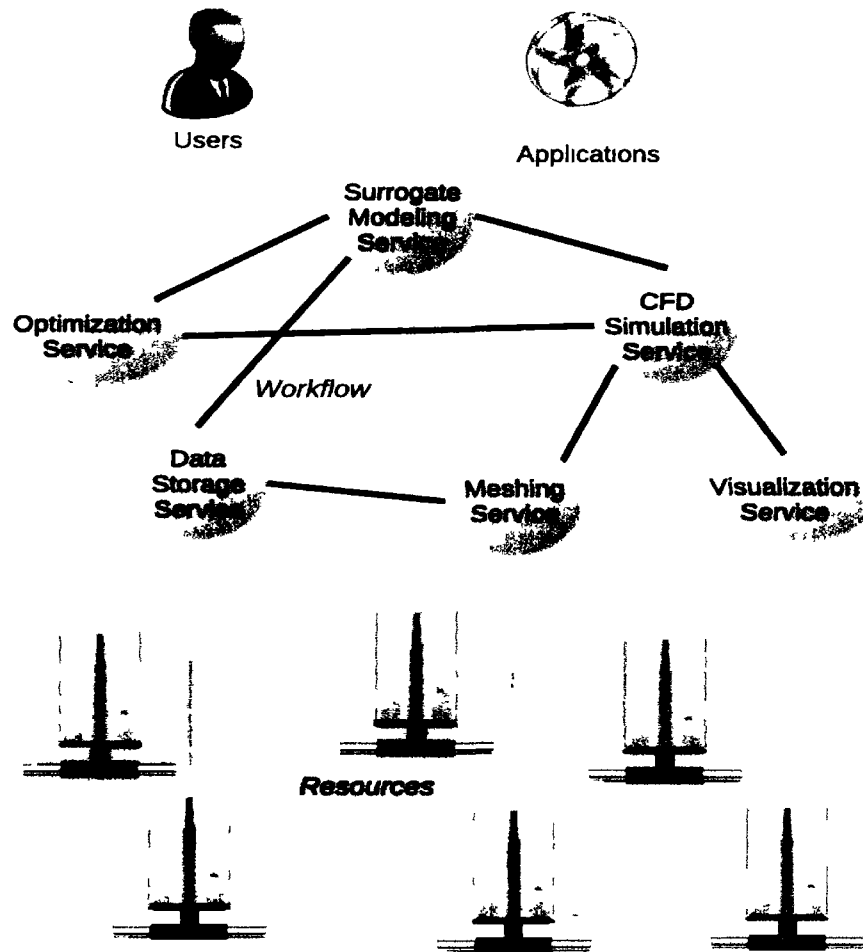 Users
Applications
Surrogate
Modeling
Service
Optimization
Service
CFD
Simulation
Service
Workflow
Data
Storage
Service
Meshing
Service
Visualization
Service
Resources